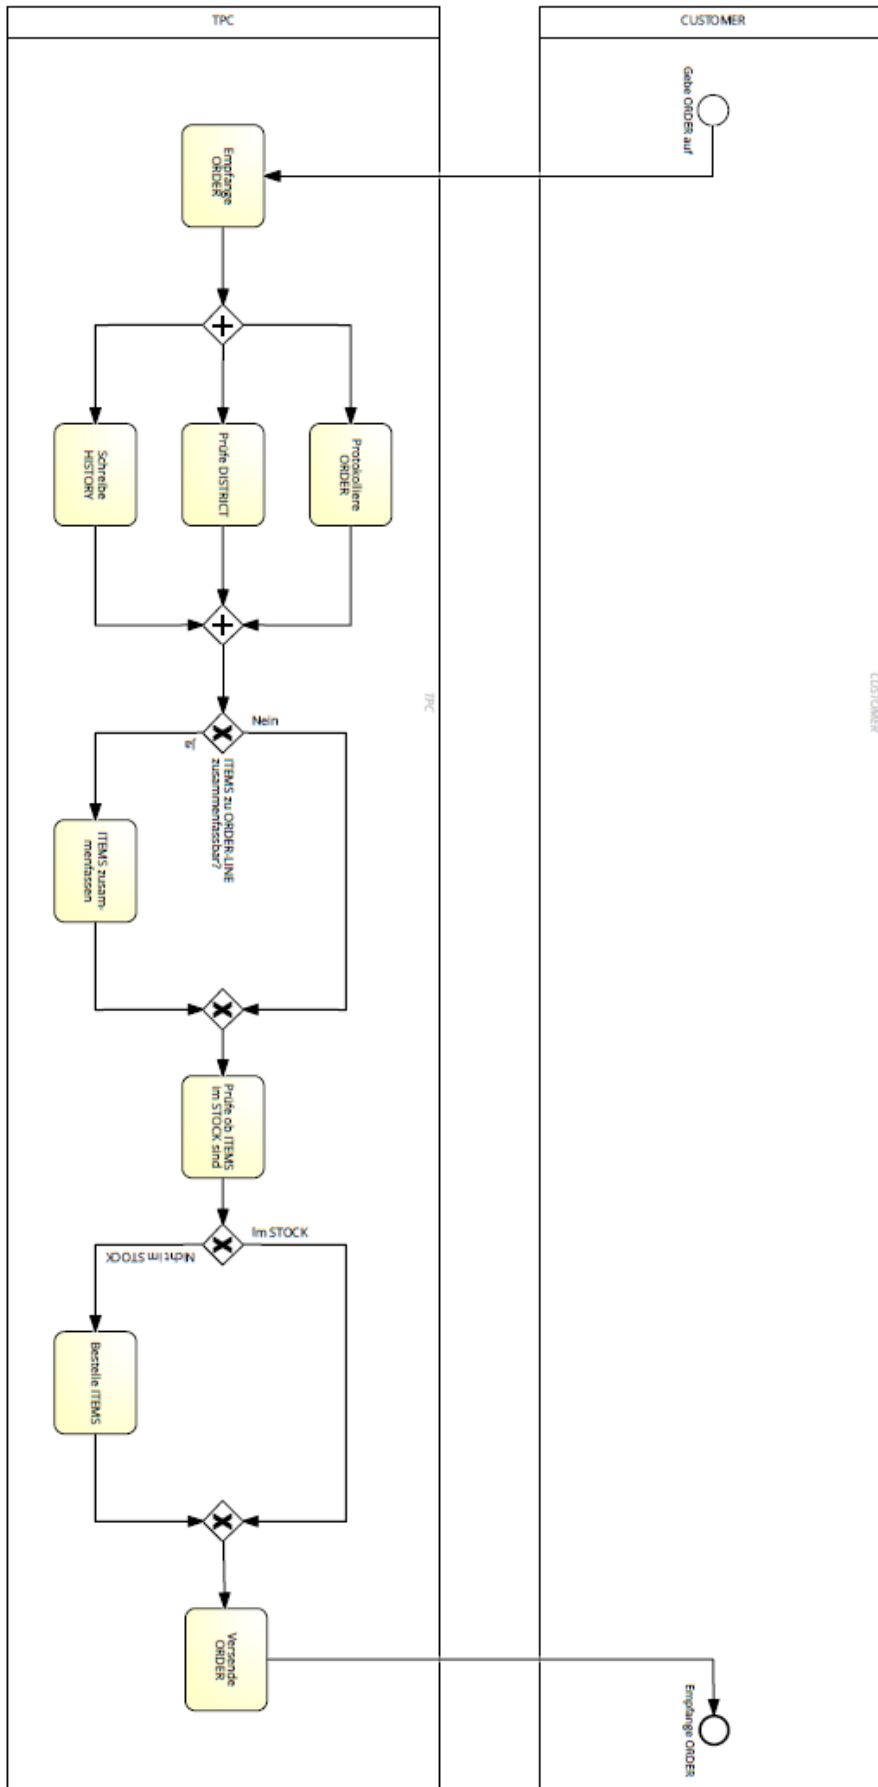 TPC
CUSTOMER
Gebe ORDER auf
Empfange
ORDER
Schreibe
HISTORY
Prüfe DISTRICT
Protokolliere
ORDER
TPC
CUSTOMER
Nein
Ja
ITEMS zu ORDER-LINE
zusammenfassbar?
ITEMS zusam-
menfassen
Prüfe ob ITEMS
im STOCK sind
Im STOCK
Nicht im STOCK
Bestelle ITEMS
Versende
ORDER
Empfange ORDER